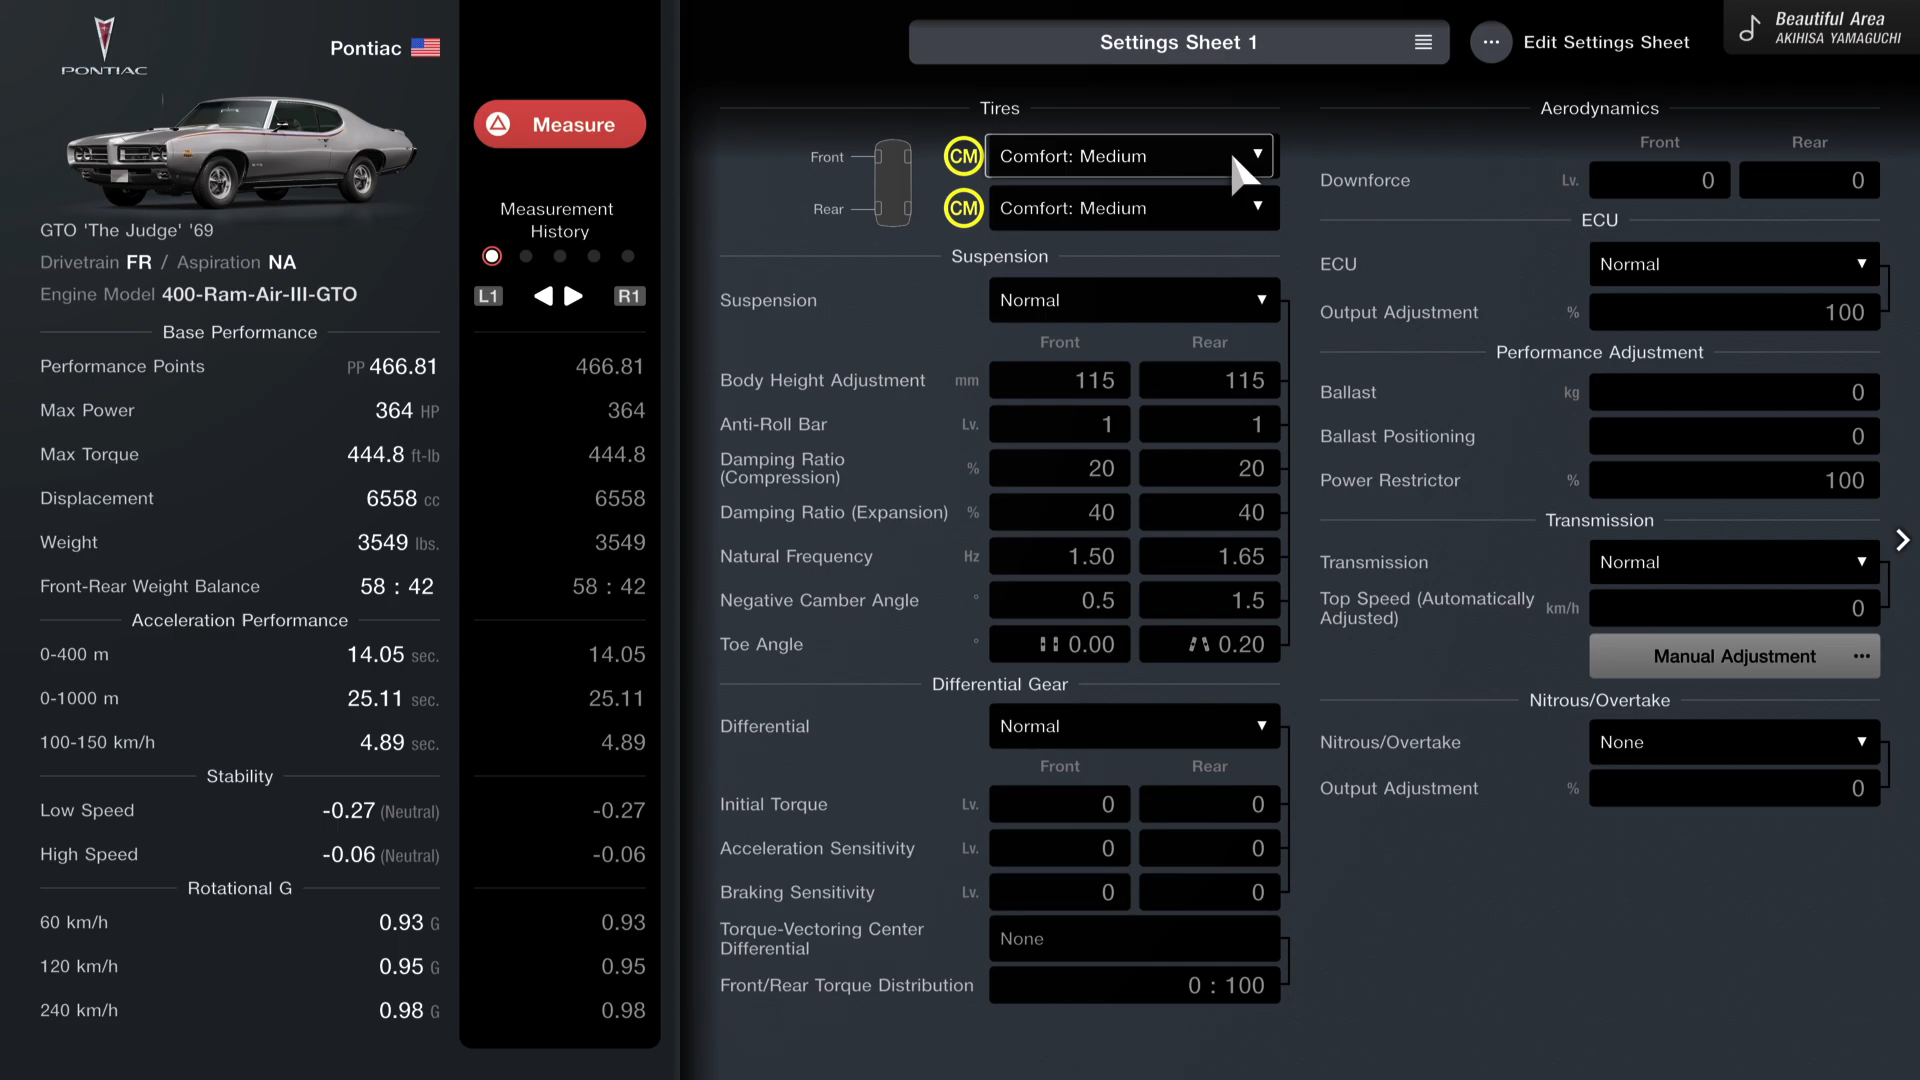 PONTIAC
Pontiac
GTO 'The Judge' '69
Drivetrain FR / Aspiration NA
Engine Model 400-Ram-Air-III-GTO
Base Performance
Performance Points PP 466.81
Max Power 364 HP
Max Torque 444.8 ft-lb
Displacement 6558 cc
Weight 3549 lbs.
Front-Rear Weight Balance 58 : 42
Acceleration Performance
0-400 m 14.05 sec.
0-1000 m 25.11 sec.
100-150 km/h 4.89 sec.
Stability
Low Speed -0.27 (Neutral)
High Speed -0.06 (Neutral)
Rotational G
60 km/h 0.93 G
120 km/h 0.95 G
240 km/h 0.98 G
Measure
Measurement
History
L1 R1
466.81
364
444.8
6558
3549
58 : 42
14.05
25.11
4.89
-0.27
-0.06
0.93
0.95
0.98
Settings Sheet 1
Edit Settings Sheet
Beautiful Area
AKIHISA YAMAGUCHI
Tires
Front CM Comfort: Medium
Rear CM Comfort: Medium
Suspension
Suspension Normal
Front Rear
Body Height Adjustment mm 115 115
Anti-Roll Bar Lv. 1 1
Damping Ratio
(Compression) % 20 20
Damping Ratio (Expansion) % 40 40
Natural Frequency Hz 1.50 1.65
Negative Camber Angle ° 0.5 1.5
Toe Angle ° 0.00 0.20
Differential Gear
Differential Normal
Front Rear
Initial Torque Lv. 0 0
Acceleration Sensitivity Lv. 0 0
Braking Sensitivity Lv. 0 0
Torque-Vectoring Center
Differential None
Front/Rear Torque Distribution 0 : 100
Aerodynamics
Front Rear
Downforce Lv. 0 0
ECU
ECU Normal
Output Adjustment % 100
Performance Adjustment
Ballast kg 0
Ballast Positioning 0
Power Restrictor % 100
Transmission
Transmission Normal
Top Speed (Automatically
Adjusted) km/h 0
Manual Adjustment
Nitrous/Overtake
Nitrous/Overtake None
Output Adjustment % 0